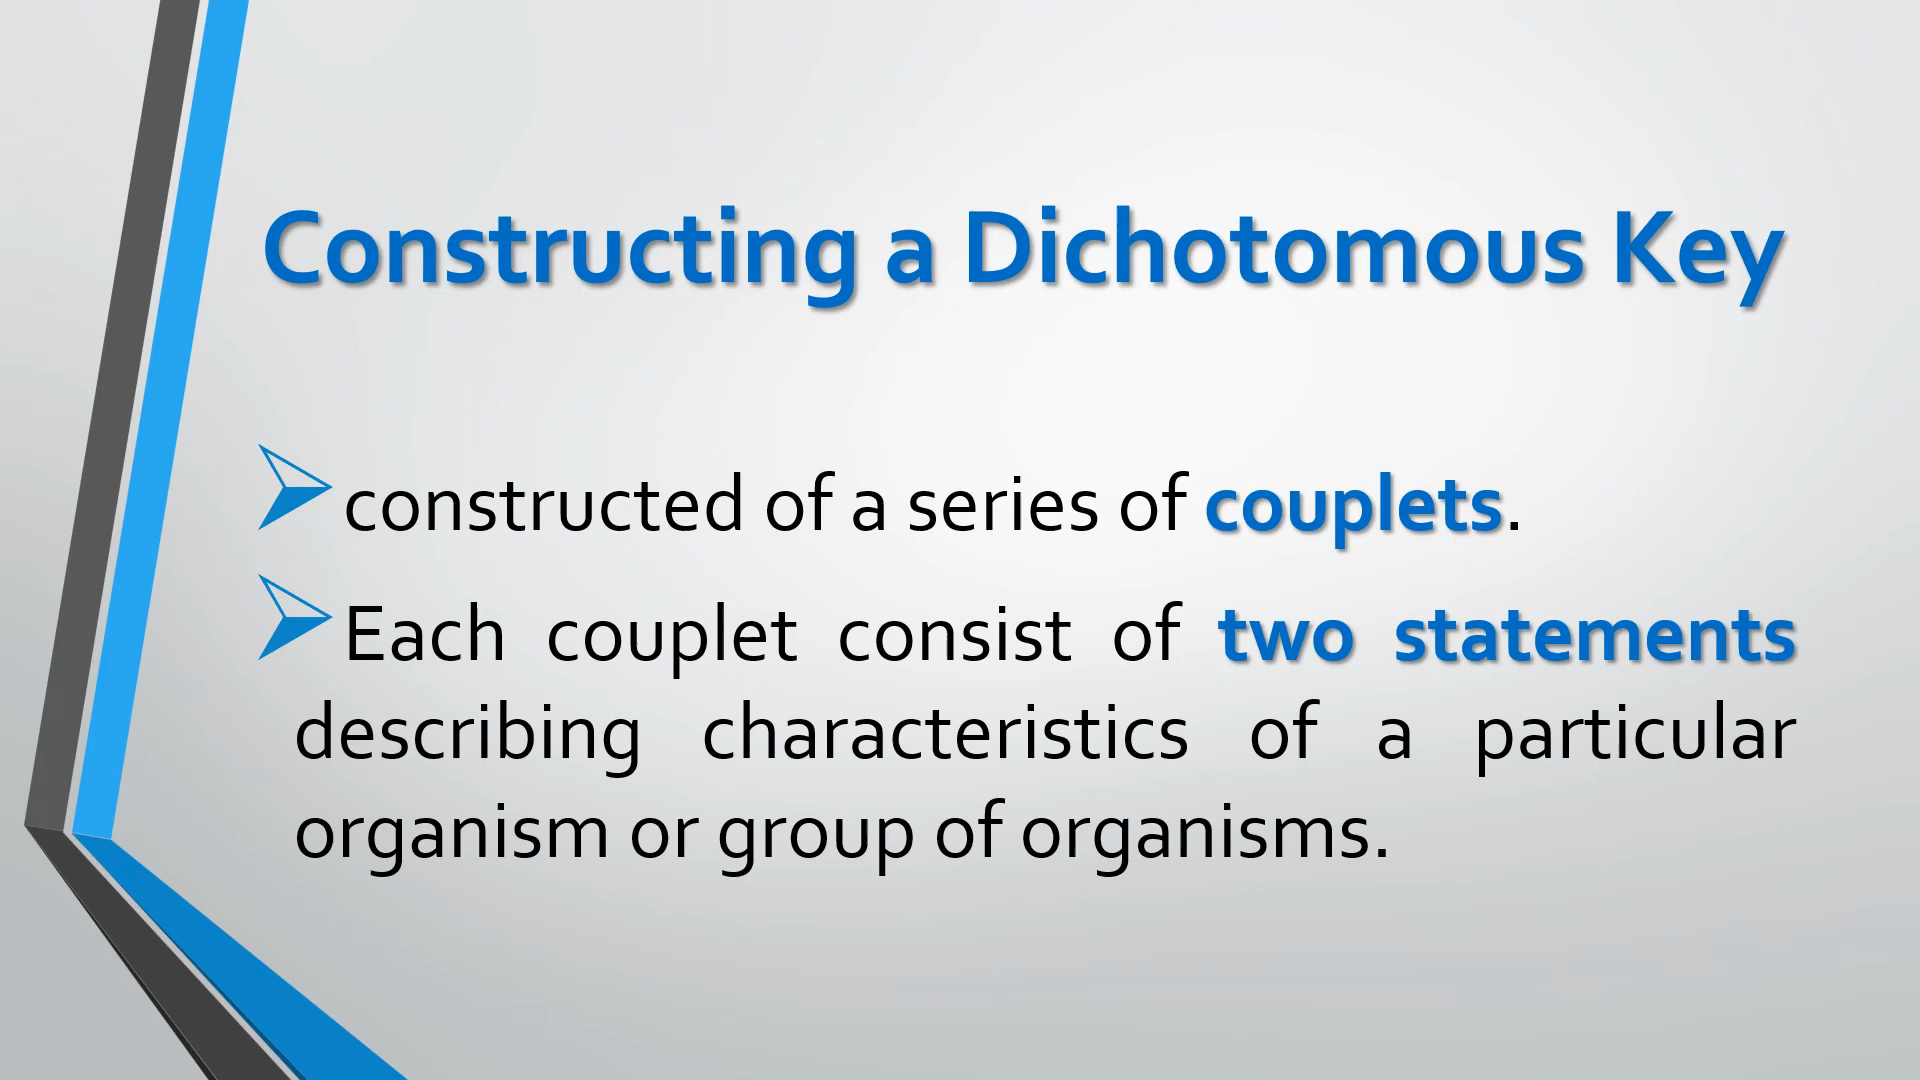 Constructing a Dichotomous Key
constructed of a series of couplets.
Each couplet consist of two statements
describing characteristics of a particular
organism or group of organisms.